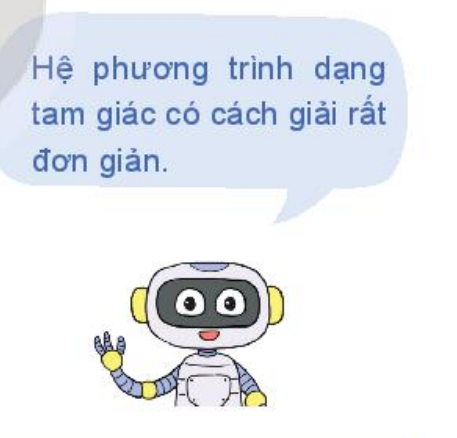 Hệ phương trình dạng
tam giác có cách giải rất
đơn giản.